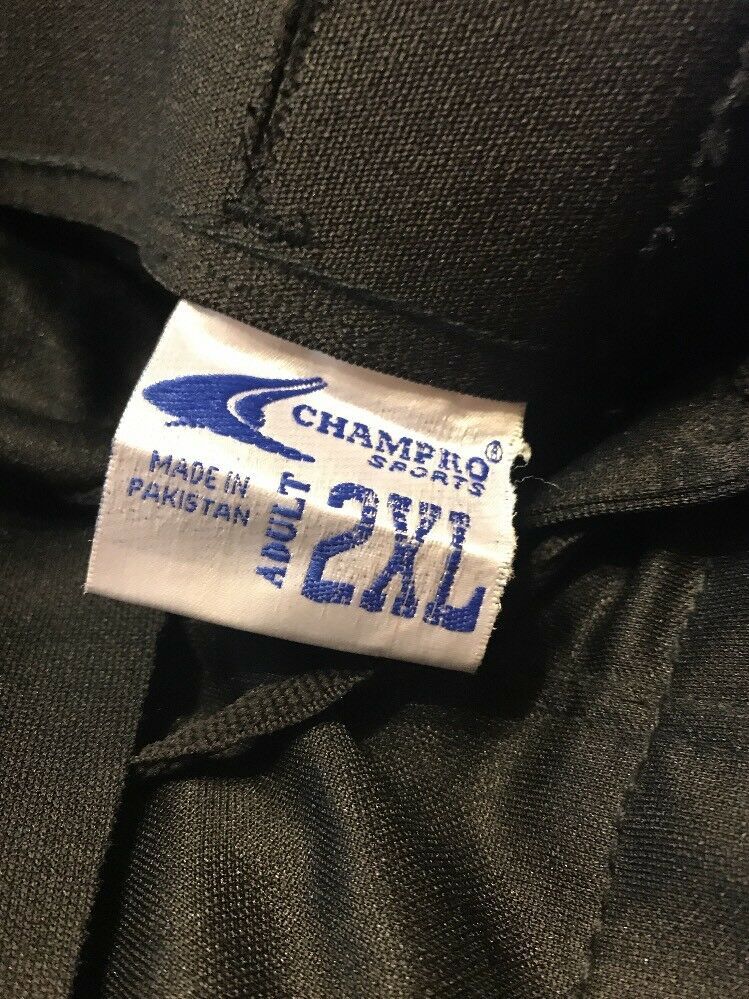 CHAMPRO®
SPORTS
MADE IN
PAKISTAN
ADULT
2XL